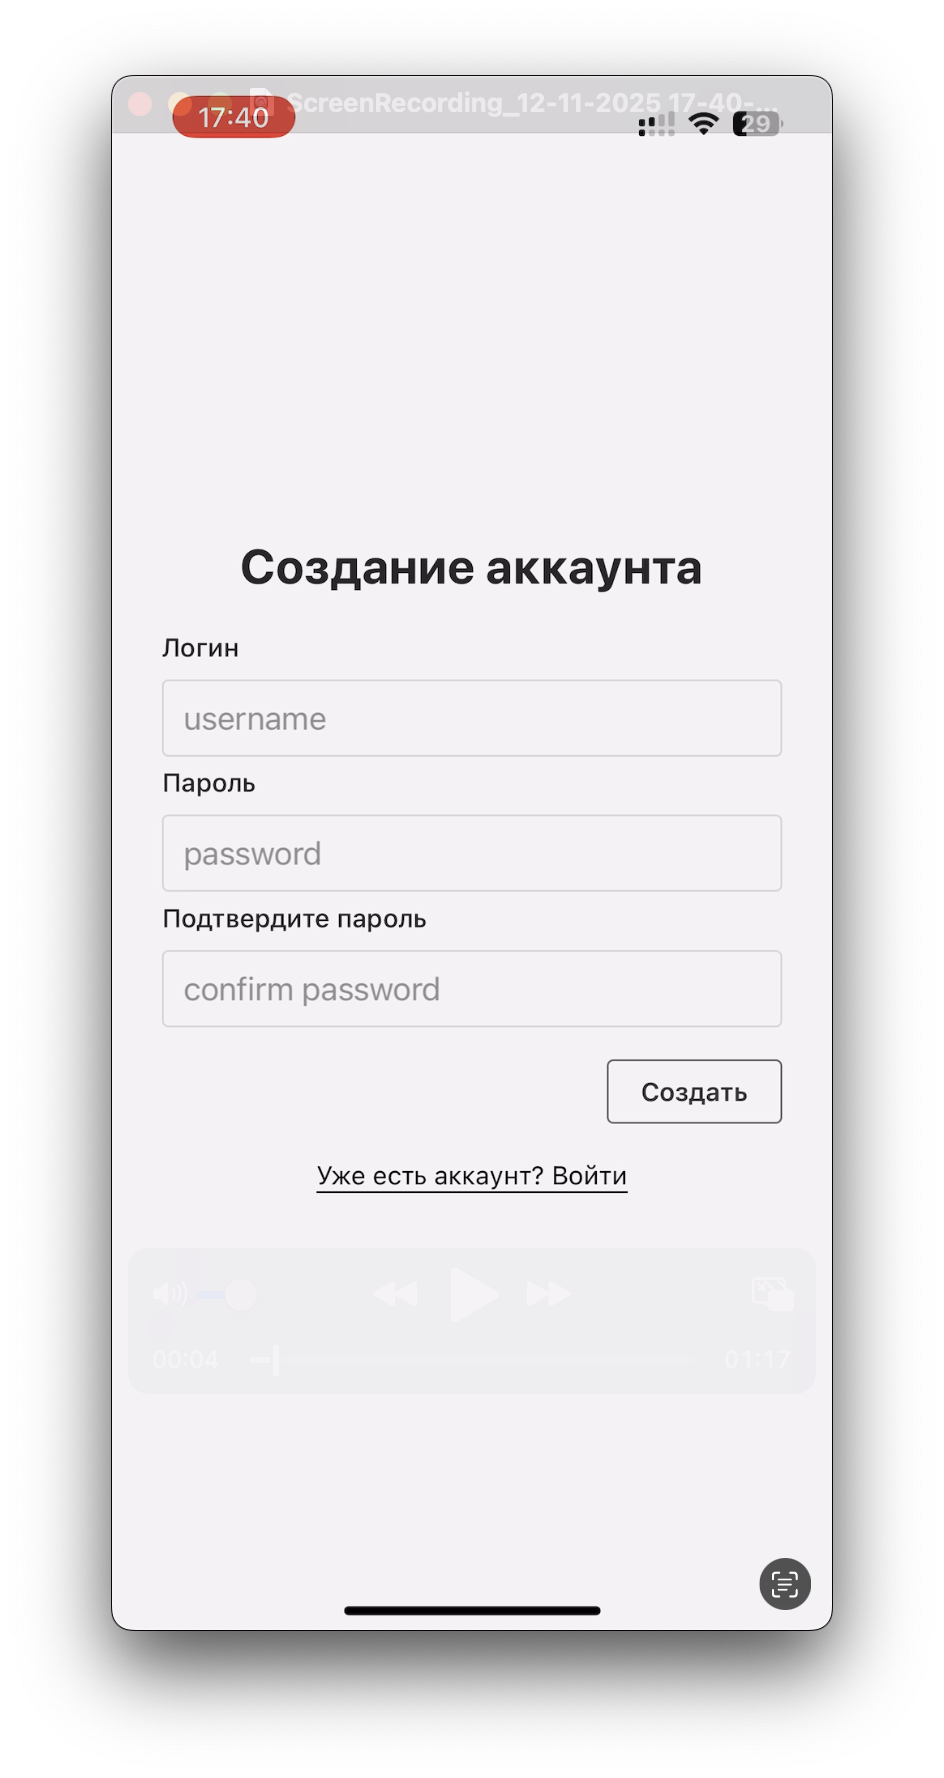 ScreenRecording_12-11-2025 17-40-...
17:40
29
Создание аккаунта
Логин
username
Пароль
password
Подтвердите пароль
confirm password
Создать
Уже есть аккаунт? Войти
00:04
01:17